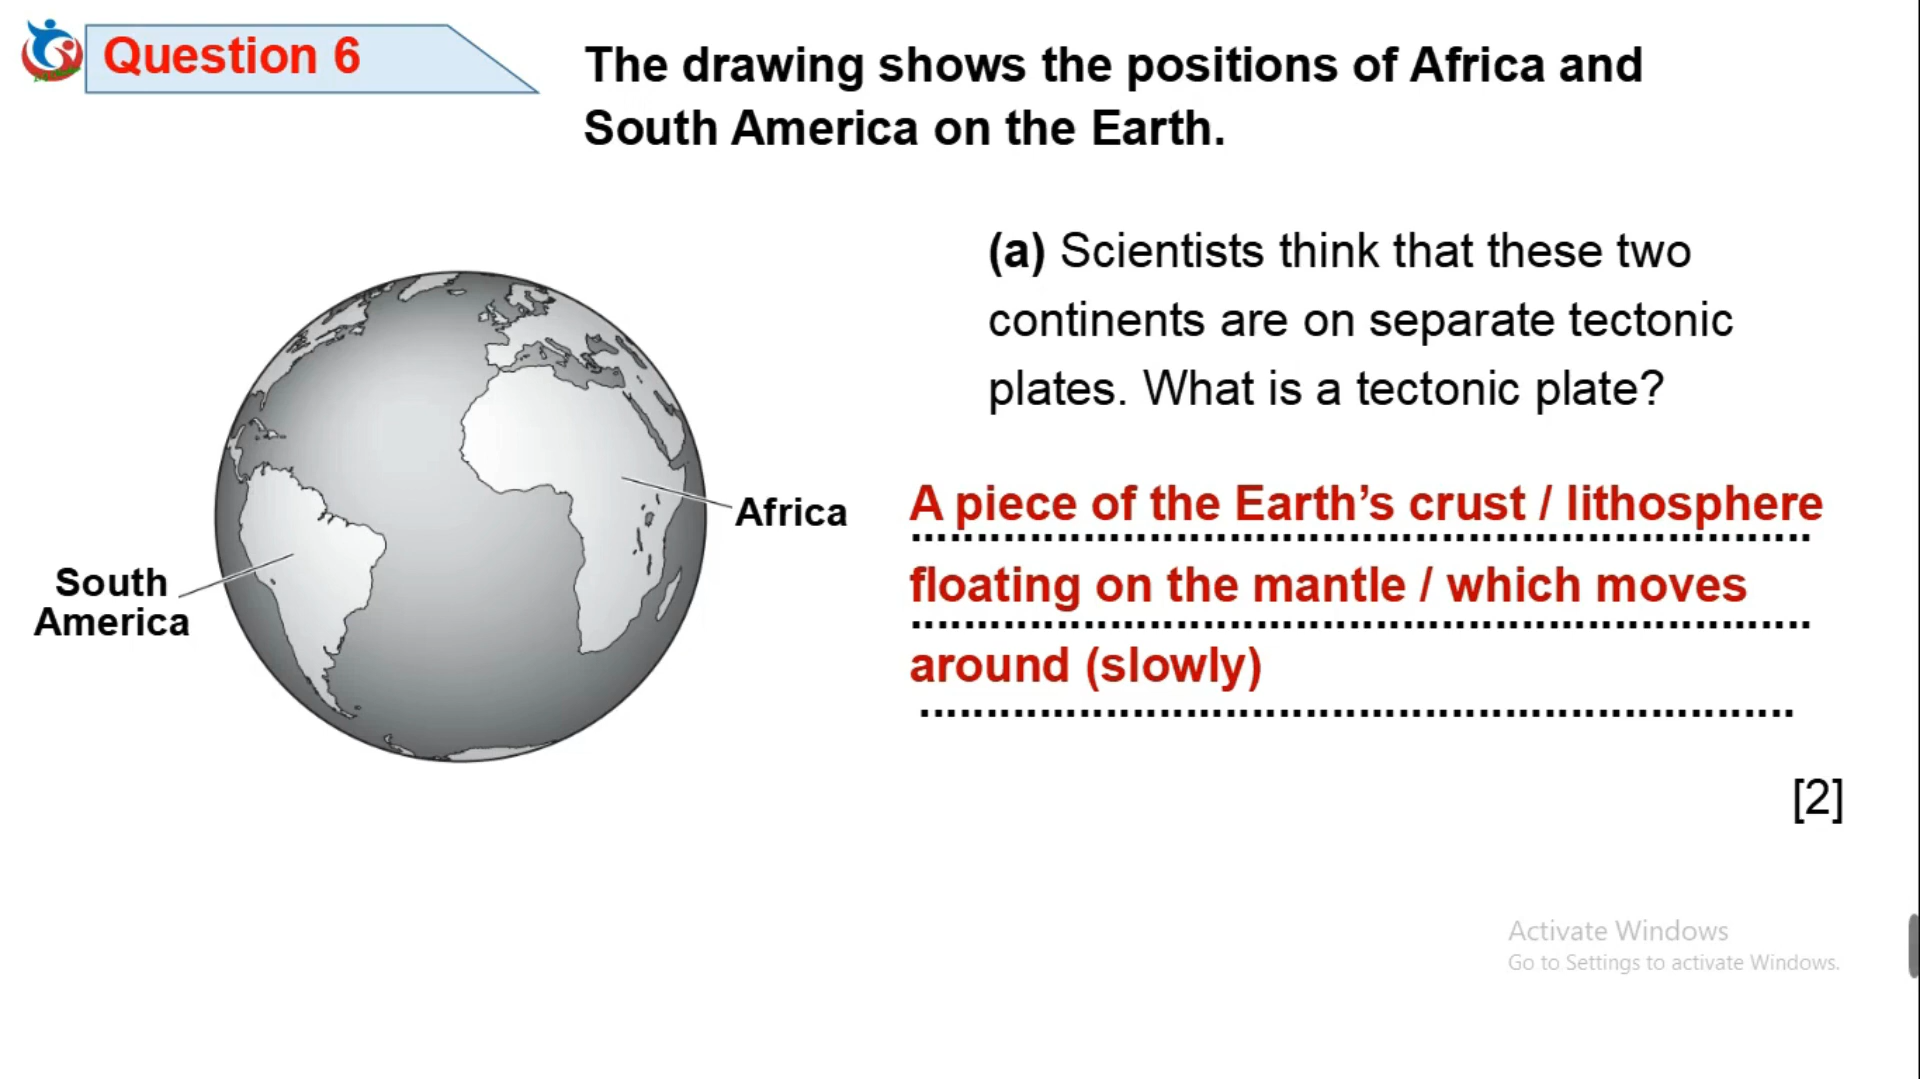 Question 6
The drawing shows the positions of Africa and
South America on the Earth.
(a) Scientists think that these two
continents are on separate tectonic
plates. What is a tectonic plate?
Africa
South
America
A piece of the Earth's crust / lithosphere
floating on the mantle / which moves
around (slowly)
[2]
Activate Windows
Go to Settings to activate Windows.